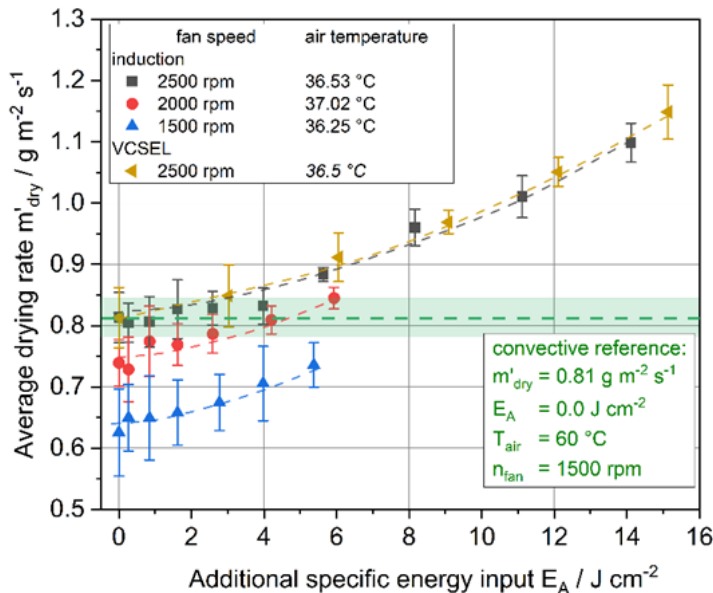 1.3
1.2
1.1
1.0
0.9
0.8
0.7
0.6
0.5
Average drying rate m'dry / g m⁻² s⁻¹
fan speed air temperature
induction
2500 rpm 36.53 °C
2000 rpm 37.02 °C
1500 rpm 36.25 °C
VCSEL
2500 rpm 36.5 °C
convective reference:
m'dry = 0.81 g m⁻² s⁻¹
EA = 0.0 J cm⁻²
Tair = 60 °C
nfan = 1500 rpm
0 2 4 6 8 10 12 14 16
Additional specific energy input EA / J cm⁻²